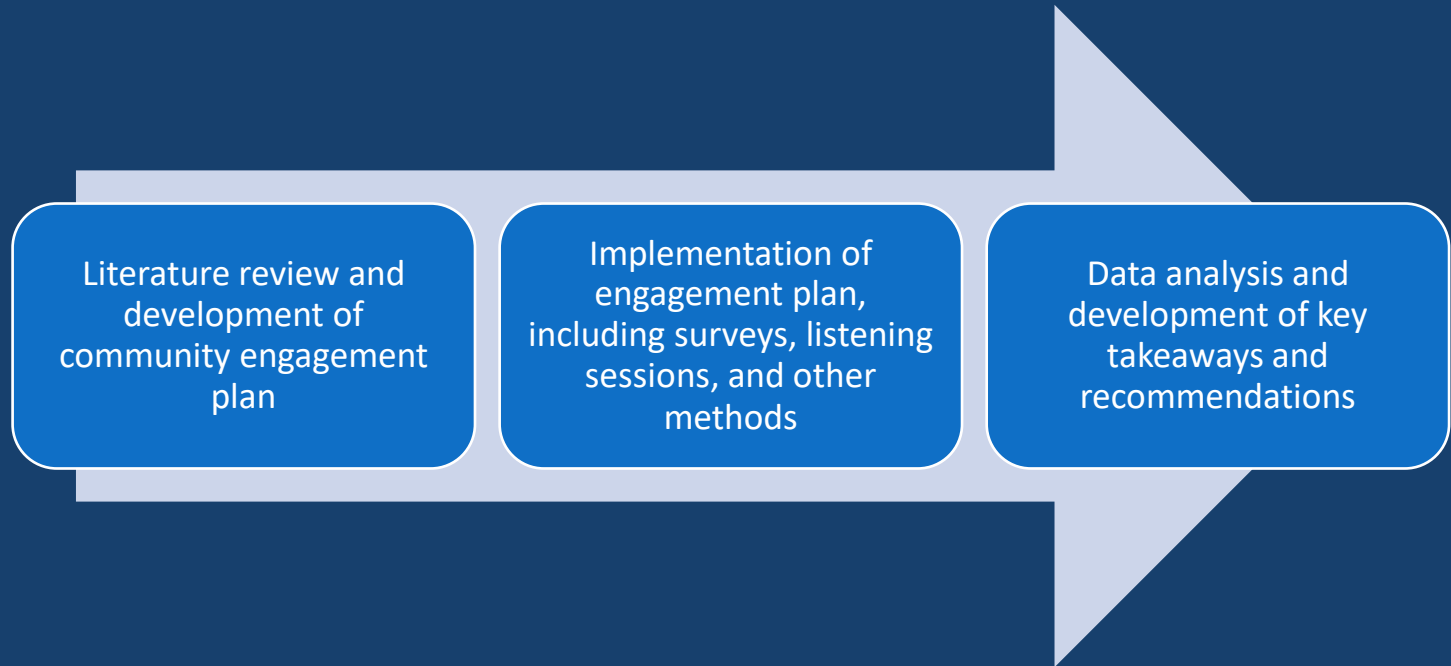 Literature review and
development of
community engagement
plan
Implementation of
engagement plan,
including surveys, listening
sessions, and other
methods
Data analysis and
development of key
takeaways and
recommendations